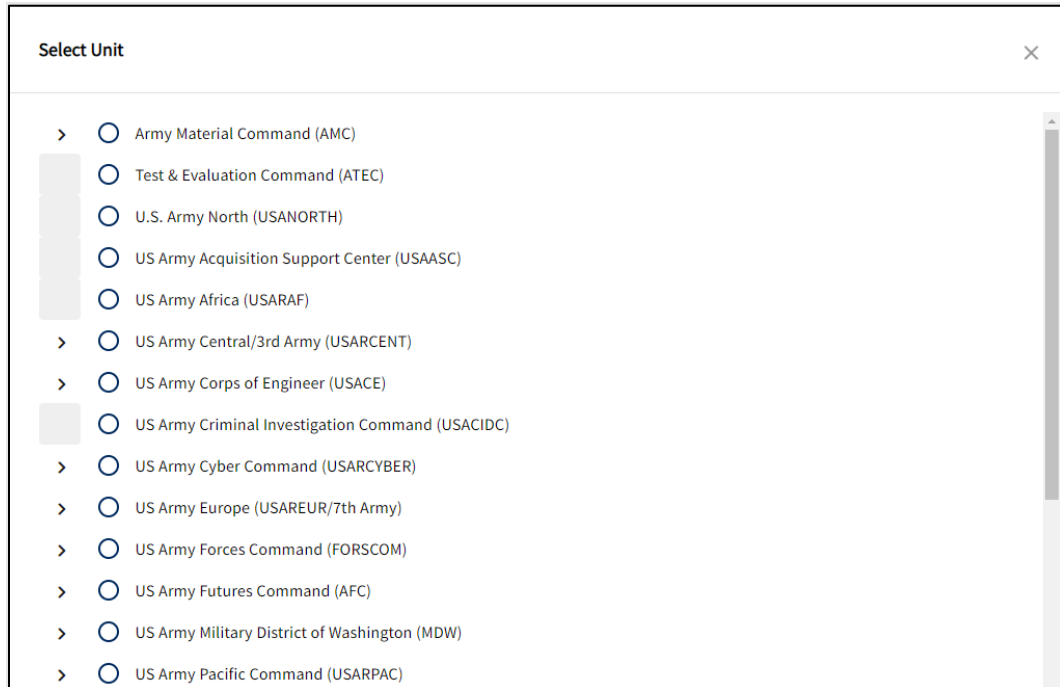 Select Unit
Army Material Command (AMC)
Test & Evaluation Command (ATEC)
U.S. Army North (USANORTH)
US Army Acquisition Support Center (USAASC)
US Army Africa (USARAF)
US Army Central/3rd Army (USARCENT)
US Army Corps of Engineer (USACE)
US Army Criminal Investigation Command (USACIDC)
US Army Cyber Command (USARCYBER)
US Army Europe (USAREUR/7th Army)
US Army Forces Command (FORSCOM)
US Army Futures Command (AFC)
US Army Military District of Washington (MDW)
US Army Pacific Command (USARPAC)